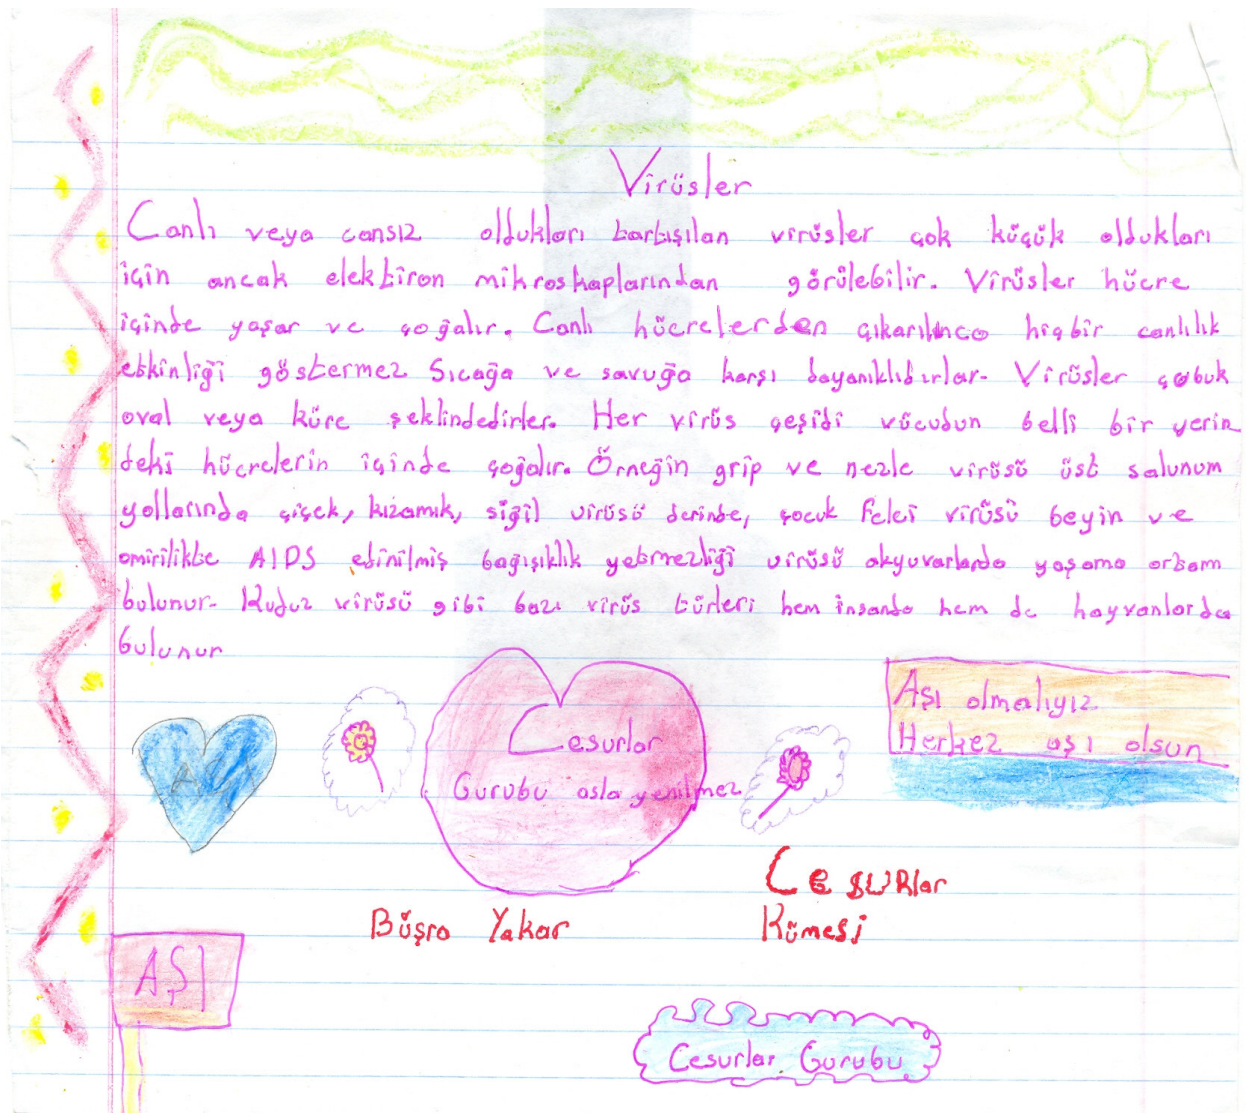 Virüsler
Canlı veya cansız oldukları tartışılan virüsler çok küçük oldukları
için ancak elektiron mikroskaplarından görülebilir. Virüsler hücre
içinde yaşar ve çoğalır. Canlı hücrelerden çıkarılınca hiçbir canlılık
etkinliği göstermez Sıcağa ve savuğa karşı dayanıklıdırlar. Virüsler çobuk
oval veya küre şeklindedirler. Her virüs çeşidi vücudun belli bir yerin
deki hücrelerin içinde çoğalır. Örneğin grip ve nezle virüsü üst salunum
yollarında çiçek, kızamık, siğil virüsü derinde, çocuk felci virüsü beyin ve
omirilikte AIDS edinilmiş bağışıklık yetmezliği virüsü akyuvarlarda yaşama ortam
bulunur. Kuduz virüsü gibi bazı virüs türleri hem insanda hem de hayvanlarda
bulunur
Aşı olmalıyız
Herkez aşı olsun
Cesurlar
Gurubu asla yenilmez
AŞI
CESURlar
Kümesi
Büşra Yakar
AŞI
Cesurlar Gurubu